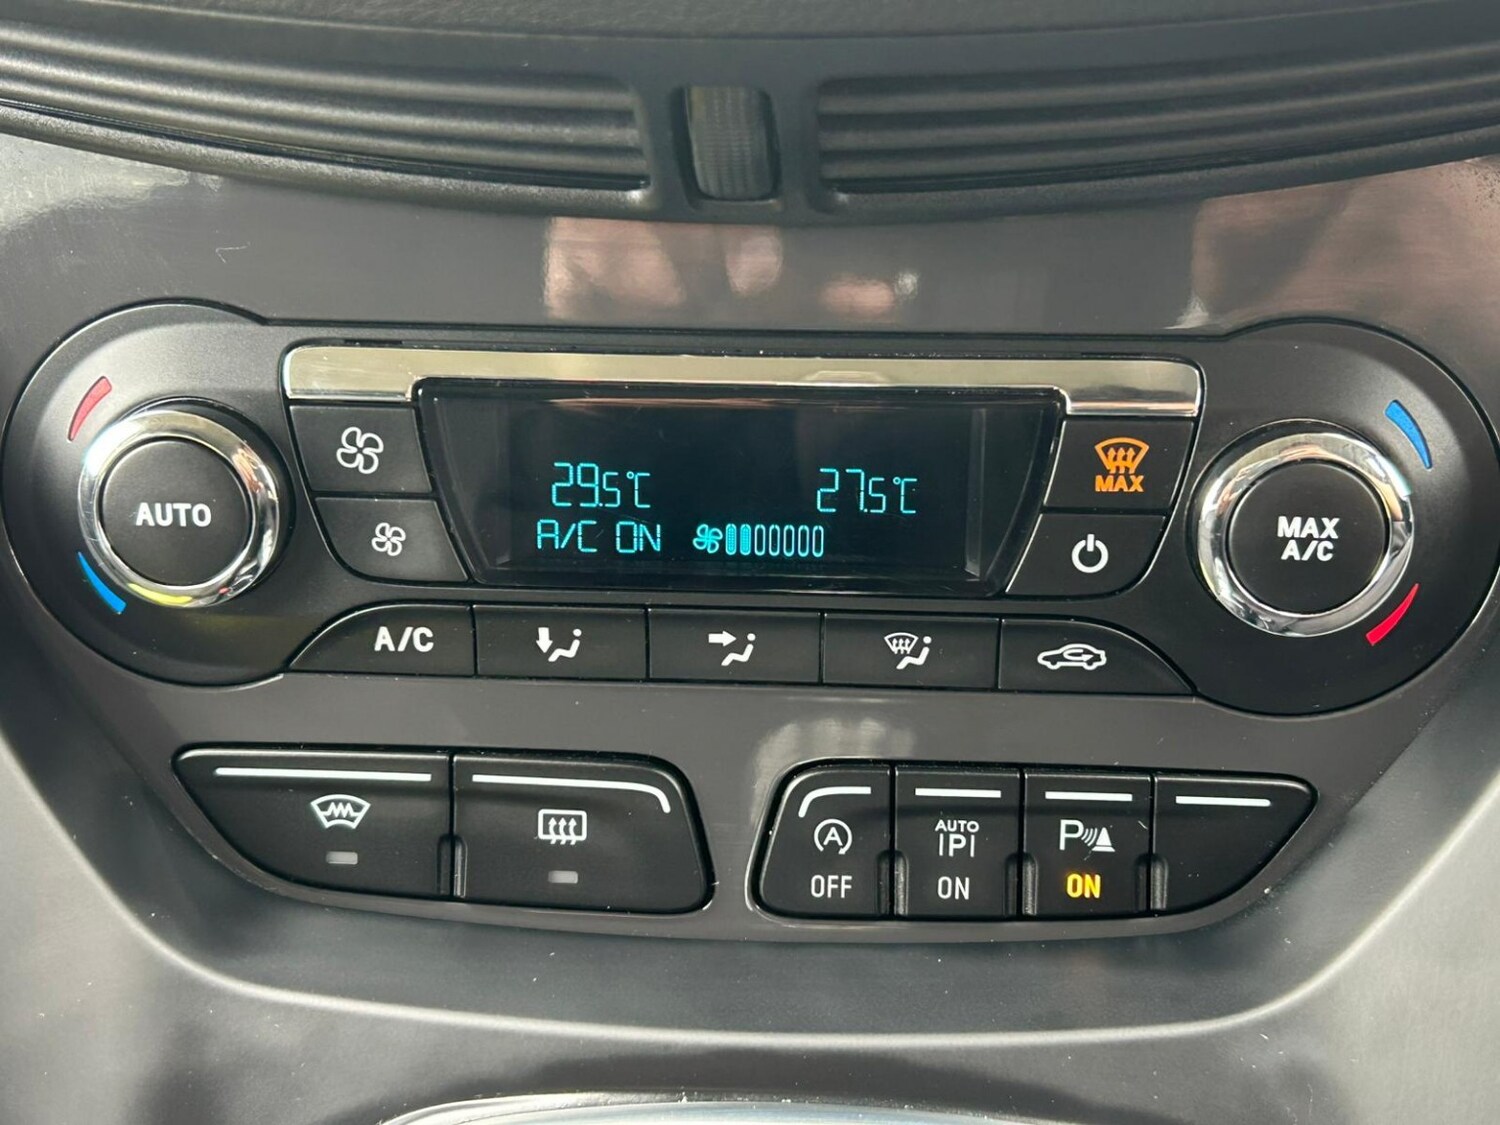 29.5°C 27.5°C
A/C ON
AUTO
MAX
MAX
A/C
A/C
A
OFF
AUTO
P
ON
P
ON